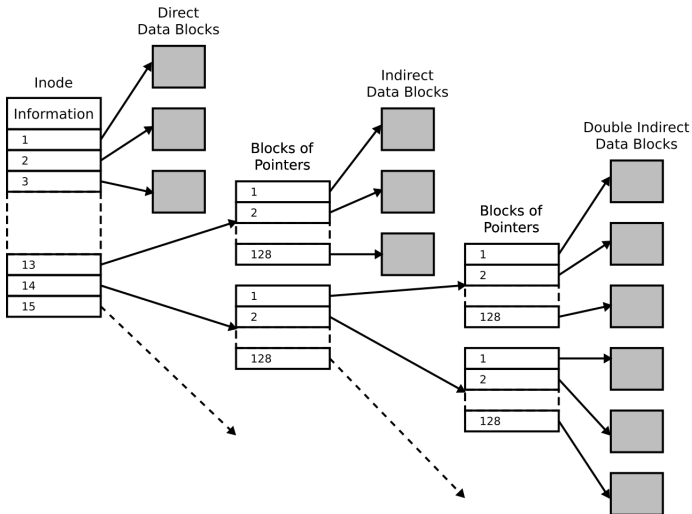 Direct
Data Blocks
Inode
Information
1
2
3
13
14
15
Blocks of
Pointers
1
2
128
1
2
128
Indirect
Data Blocks
Blocks of
Pointers
1
2
128
1
2
128
Double Indirect
Data Blocks